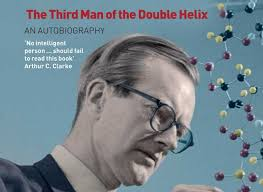 The Third Man of the Double Helix
AN AUTOBIOGRAPHY
'No intelligent
person ... should fail
to read this book'
Arthur C. Clarke